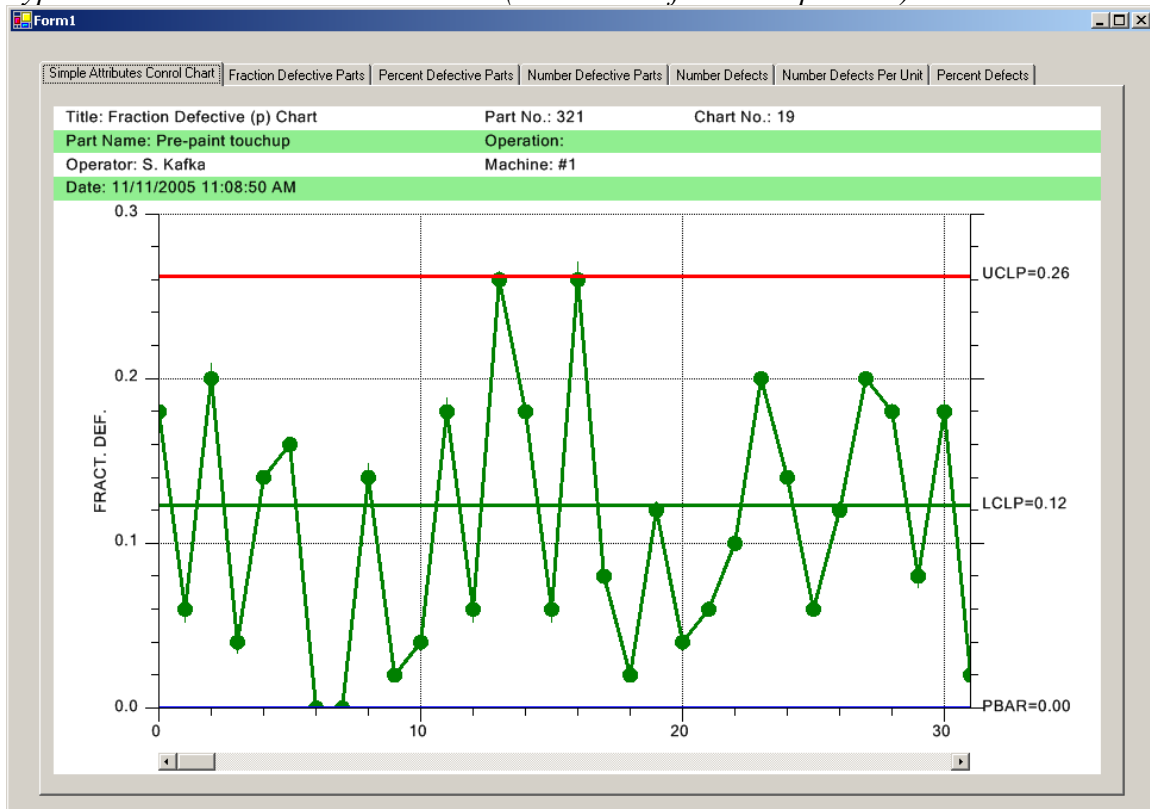 Form1
Simple Attributes Conrol Chart Fraction Defective Parts Percent Defective Parts Number Defective Parts Number Defects Number Defects Per Unit Percent Defects
Title: Fraction Defective (p) Chart Part No.: 321 Chart No.: 19
Part Name: Pre-paint touchup Operation:
Operator: S. Kafka Machine: #1
Date: 11/11/2005 11:08:50 AM
0.3
UCLP=0.26
0.2
FRACT. DEF.
LCLP=0.12
0.1
0.0
PBAR=0.00
0 10 20 30